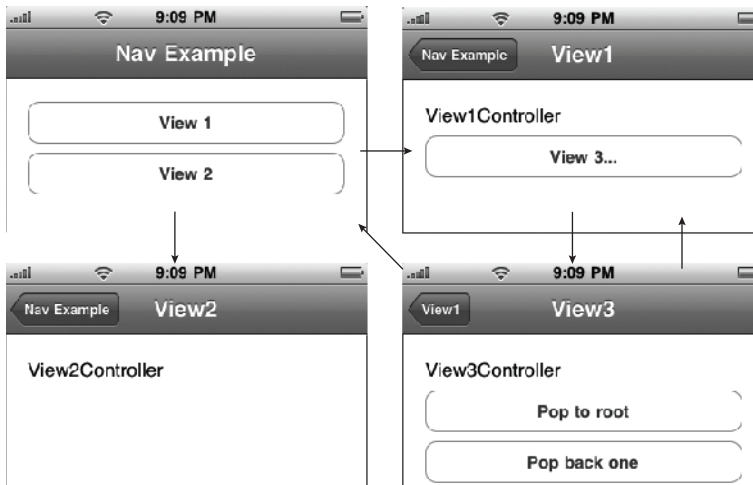 9:09 PM
Nav Example
View 1
View 2
9:09 PM
Nav Example
View1
View1Controller
View 3...
9:09 PM
Nav Example
View2
View2Controller
9:09 PM
View1
View3
View3Controller
Pop to root
Pop back one